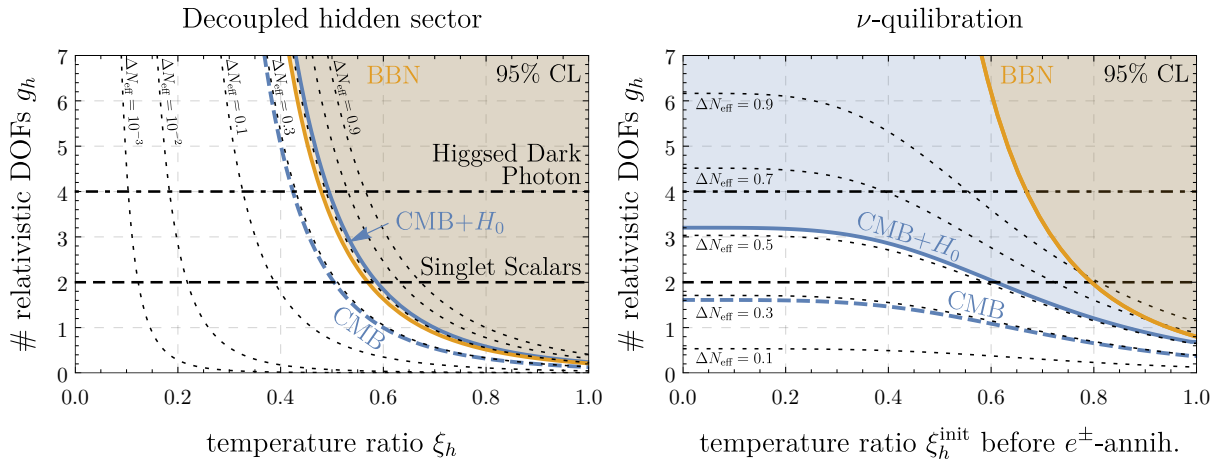 Decoupled hidden sector
# relativistic DOFs g_h
7
6
5
4
3
2
1
0
ΔN_eff = 10⁻³
ΔN_eff = 10⁻²
ΔN_eff = 0.1
ΔN_eff = 0.3
ΔN_eff = 0.9
BBN
95% CL
Higgsed Dark
Photon
CMB+H₀
Singlet Scalars
CMB
0.0 0.2 0.4 0.6 0.8 1.0
temperature ratio ξ_h
ν-quilibration
# relativistic DOFs g_h
7
6
5
4
3
2
1
0
BBN
95% CL
ΔN_eff = 0.9
ΔN_eff = 0.7
CMB+H₀
ΔN_eff = 0.5
CMB
ΔN_eff = 0.3
ΔN_eff = 0.1
0.0 0.2 0.4 0.6 0.8 1.0
temperature ratio ξ_h^init before e^±-annih.